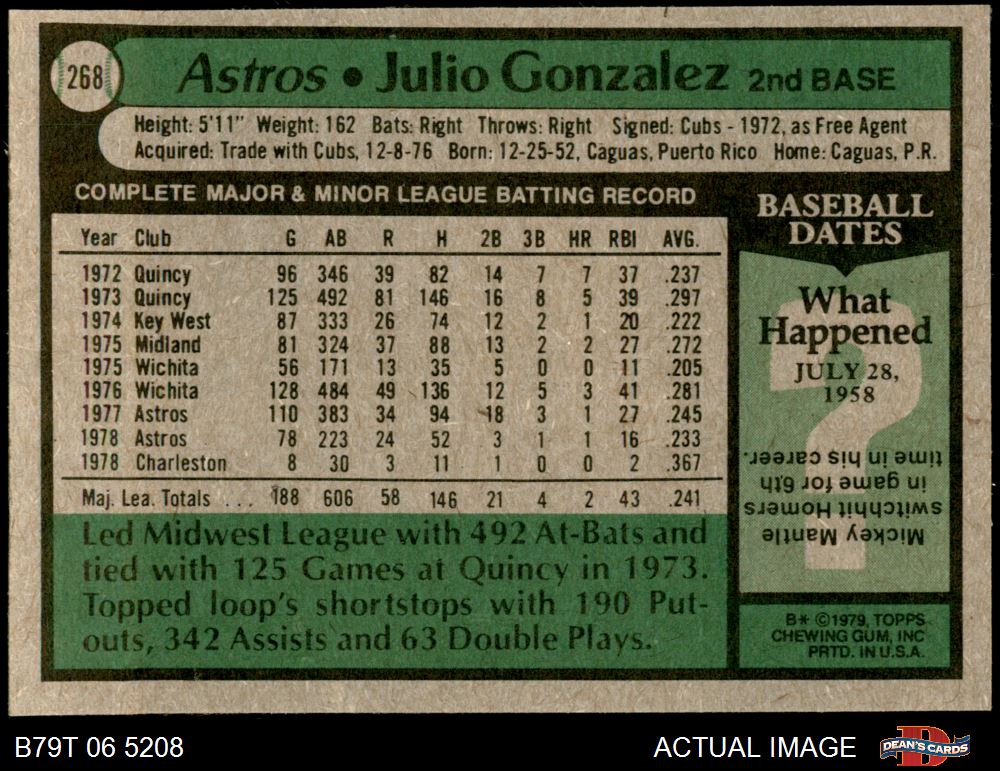 268
Astros • Julio Gonzalez 2nd BASE
Height: 5'11" Weight: 162 Bats: Right Throws: Right Signed: Cubs - 1972, as Free Agent
Acquired: Trade with Cubs, 12-8-76 Born: 12-25-52, Caguas, Puerto Rico Home: Caguas, P.R.
COMPLETE MAJOR & MINOR LEAGUE BATTING RECORD
Year Club G AB R H 2B 3B HR RBI AVG.
1972 Quincy 96 346 39 82 14 7 7 37 .237
1973 Quincy 125 492 81 146 16 8 5 39 .297
1974 Key West 87 333 26 74 12 2 1 20 .222
1975 Midland 81 324 37 88 13 2 2 27 .272
1975 Wichita 56 171 13 35 5 0 0 11 .205
1976 Wichita 128 484 49 136 12 5 3 41 .281
1977 Astros 110 383 34 94 18 3 1 27 .245
1978 Astros 78 223 24 52 3 1 1 16 .233
1978 Charleston 8 30 3 11 1 0 0 2 .367
Maj. Lea. Totals ... 188 606 58 146 21 4 2 43 .241
Led Midwest League with 492 At-Bats and
tied with 125 Games at Quincy in 1973.
Topped loop's shortstops with 190 Put-
outs, 342 Assists and 63 Double Plays.
BASEBALL
DATES
What
Happened
JULY 28,
1958
Mickey Mantle
switchhit Homers
in game for 6th
time in his career.
B* ©1979, TOPPS
CHEWING GUM, INC
PRTD. IN U.S.A.
B79T 06 5208
ACTUAL IMAGE
DEAN'S CARDS